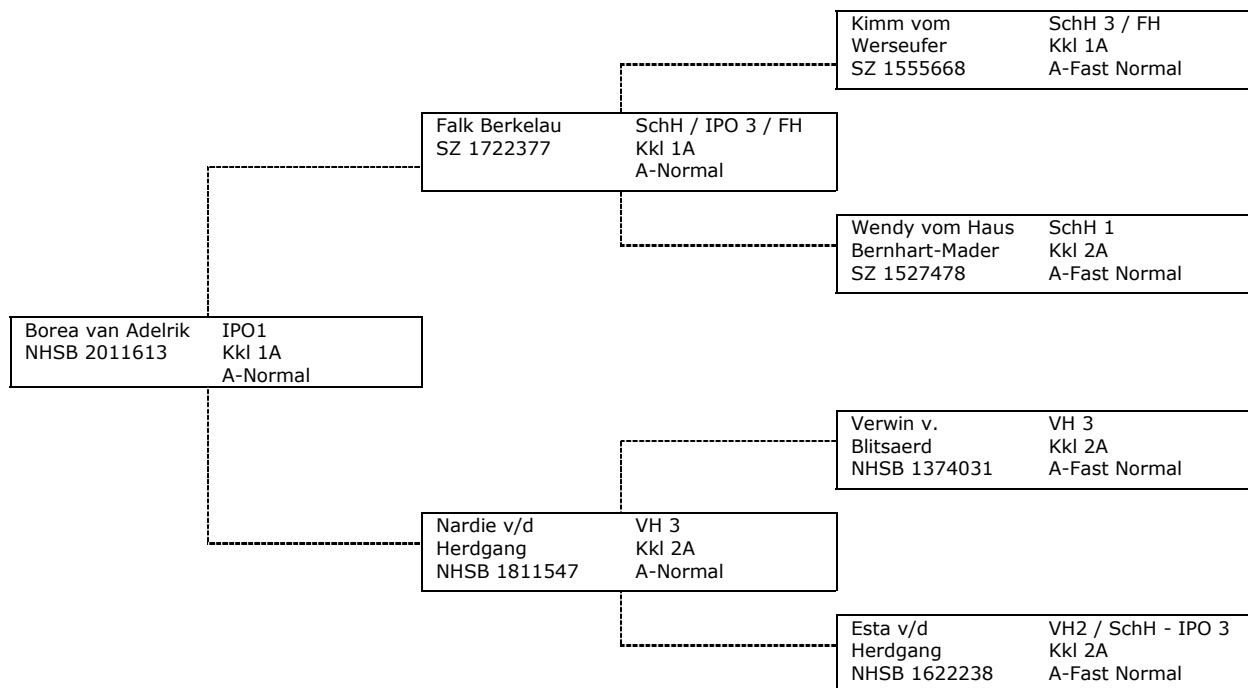 Kimm vom SchH 3 / FH
Werseufer Kkl 1A
SZ 1555668 A-Fast Normal
Falk Berkelau SchH / IPO 3 / FH
SZ 1722377 Kkl 1A
A-Normal
Wendy vom Haus SchH 1
Bernhart-Mader Kkl 2A
SZ 1527478 A-Fast Normal
Borea van Adelrik IPO1
NHSB 2011613 Kkl 1A
A-Normal
Verwin v. VH 3
Blitsaerd Kkl 2A
NHSB 1374031 A-Fast Normal
Nardie v/d VH 3
Herdgang Kkl 2A
NHSB 1811547 A-Normal
Esta v/d VH2 / SchH - IPO 3
Herdgang Kkl 2A
NHSB 1622238 A-Fast Normal